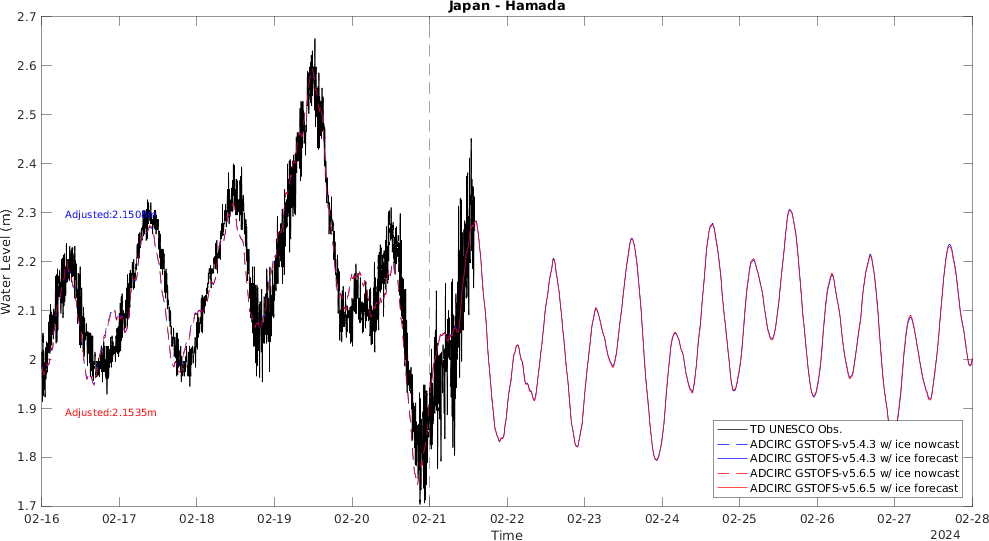 Japan - Hamada
2.7
2.6
2.5
2.4
2.3
2.2
2.1
2
1.9
1.8
1.7
Water Level (m)
Adjusted:2.1508m
Adjusted:2.1535m
TD UNESCO Obs.
ADCIRC GSTOFS-v5.4.3 w/ ice nowcast
ADCIRC GSTOFS-v5.4.3 w/ ice forecast
ADCIRC GSTOFS-v5.6.5 w/ ice nowcast
ADCIRC GSTOFS-v5.6.5 w/ ice forecast
02-16 02-17 02-18 02-19 02-20 02-21 02-22 02-23 02-24 02-25 02-26 02-27 02-28
Time 2024